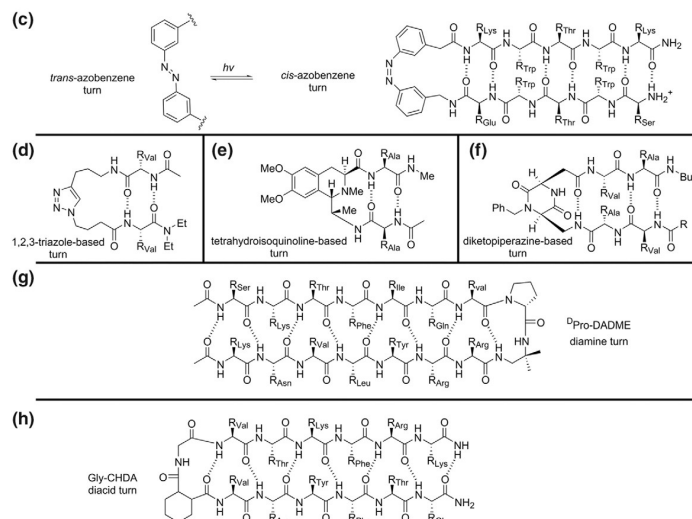 (c)
trans-azobenzene
turn
N
N
hν
cis-azobenzene
turn
O RLys H O RThr H O RLys
N N N N N NH2
H RTrp H RTrp H
O H O H O
N N N N NH2+
H RGlu O RTrp H RThr O RTrp H RSer
(d)
1,2,3-triazole-based
turn
RVal
RVal
Et
Et
(e)
MeO
MeO
NMe
Me
RAla
Me
RAla
tetrahydroisoquinoline-based
turn
(f)
PhN
NH
RVal
RAla
Bu
RAla
RVal
R
diketopiperazine-based
turn
(g)
RSer RThr RIle Rval
RLys RPhe RGln
RLys RVal RTyr RArg
RAsn RLeu RArg
DPro-DADME
diamine turn
(h)
Gly-CHDA
diacid turn
RVal RLys RArg
RThr RPhe RLys
RVal RTyr RThr
NH2